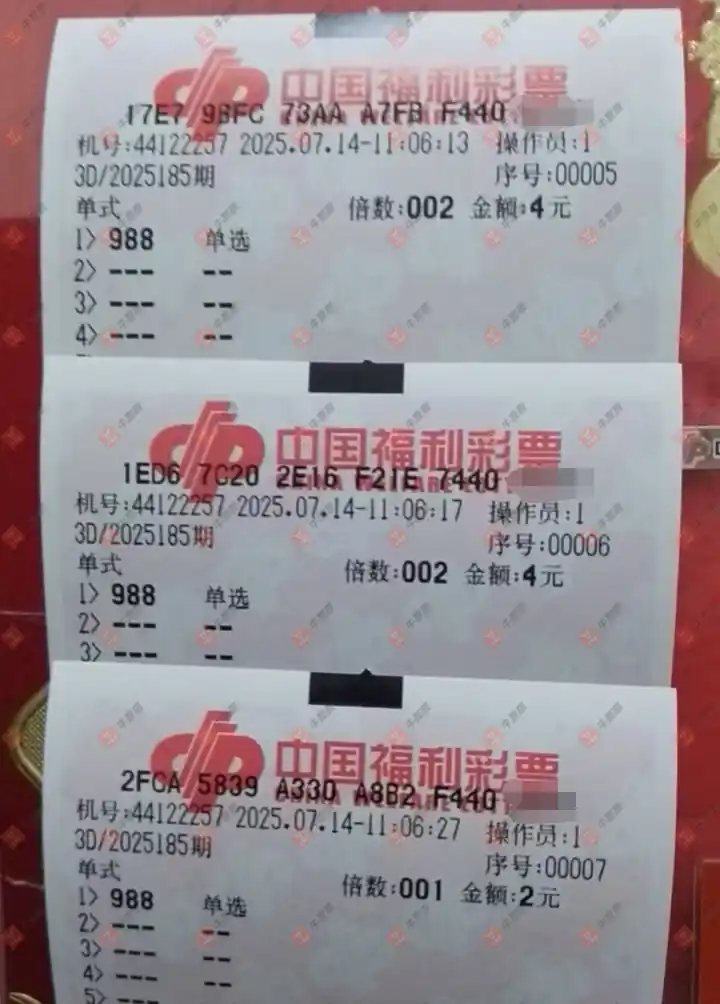 中国福利彩票
17E7 9BFC 73AA A7FB F440
机号:44122257 2025.07.14-11:06:13 操作员:1
3D/2025185期 序号:00005
单式 倍数:002 金额:4元
1> 988 单选
2> --- --
3> --- --
4> --- --
中国福利彩票
1ED6 7C20 2E16 F21E 7440
机号:44122257 2025.07.14-11:06:17 操作员:1
3D/2025185期 序号:00006
单式 倍数:002 金额:4元
1> 988 单选
2> --- --
3> --- --
中国福利彩票
2FCA 5839 A330 A8B2 F440
机号:44122257 2025.07.14-11:06:27 操作员:1
3D/2025185期 序号:00007
单式 倍数:001 金额:2元
1> 988 单选
2> --- --
3> --- --
4> --- --
5> --- --